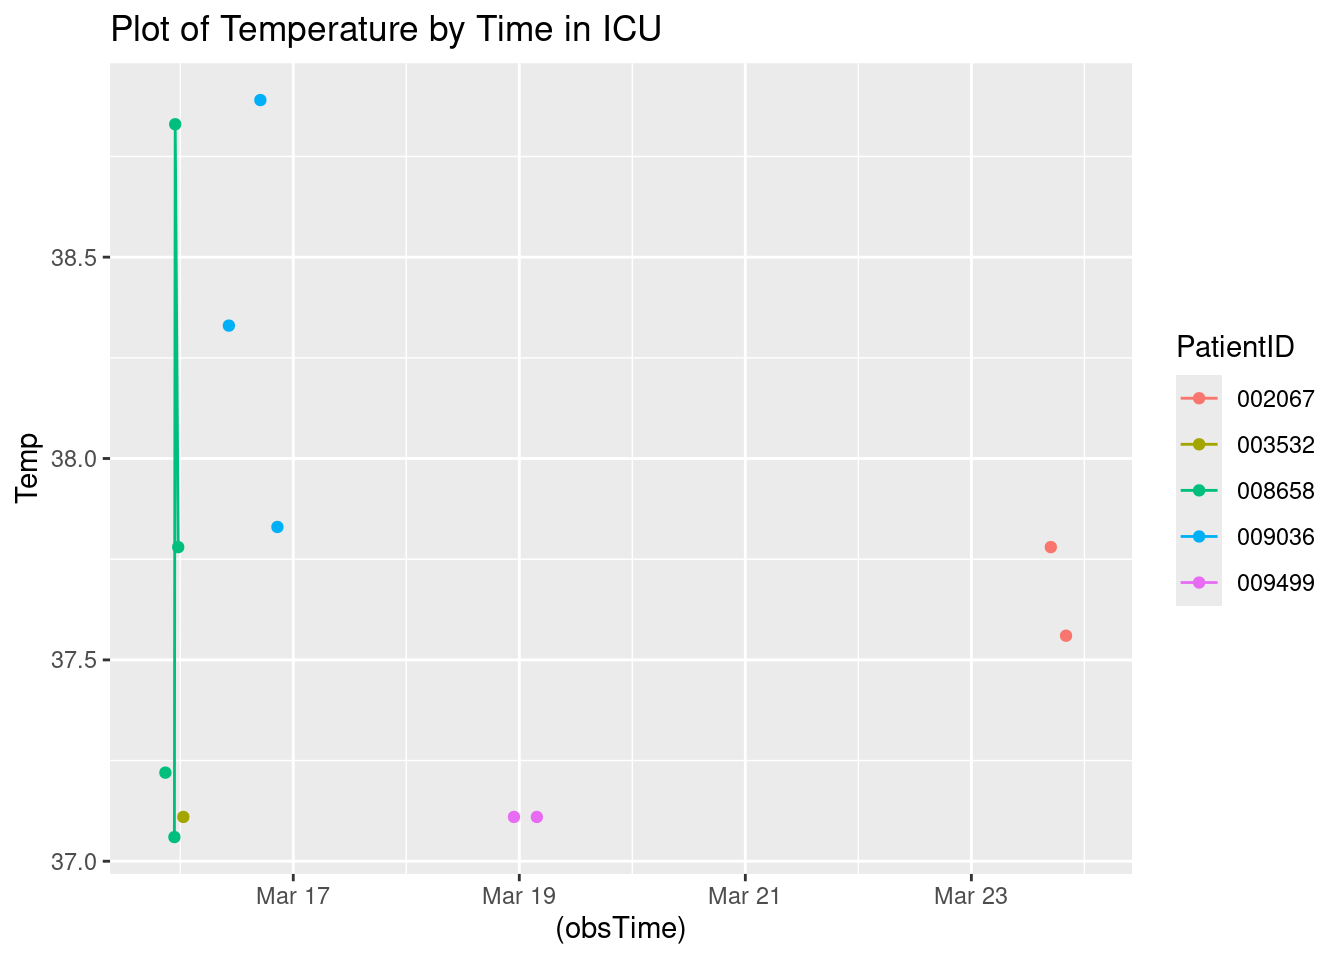 Plot of Temperature by Time in ICU
38.5
38.0
37.5
37.0
Temp
Mar 17
Mar 19
Mar 21
Mar 23
(obsTime)
PatientID
002067
003532
008658
009036
009499